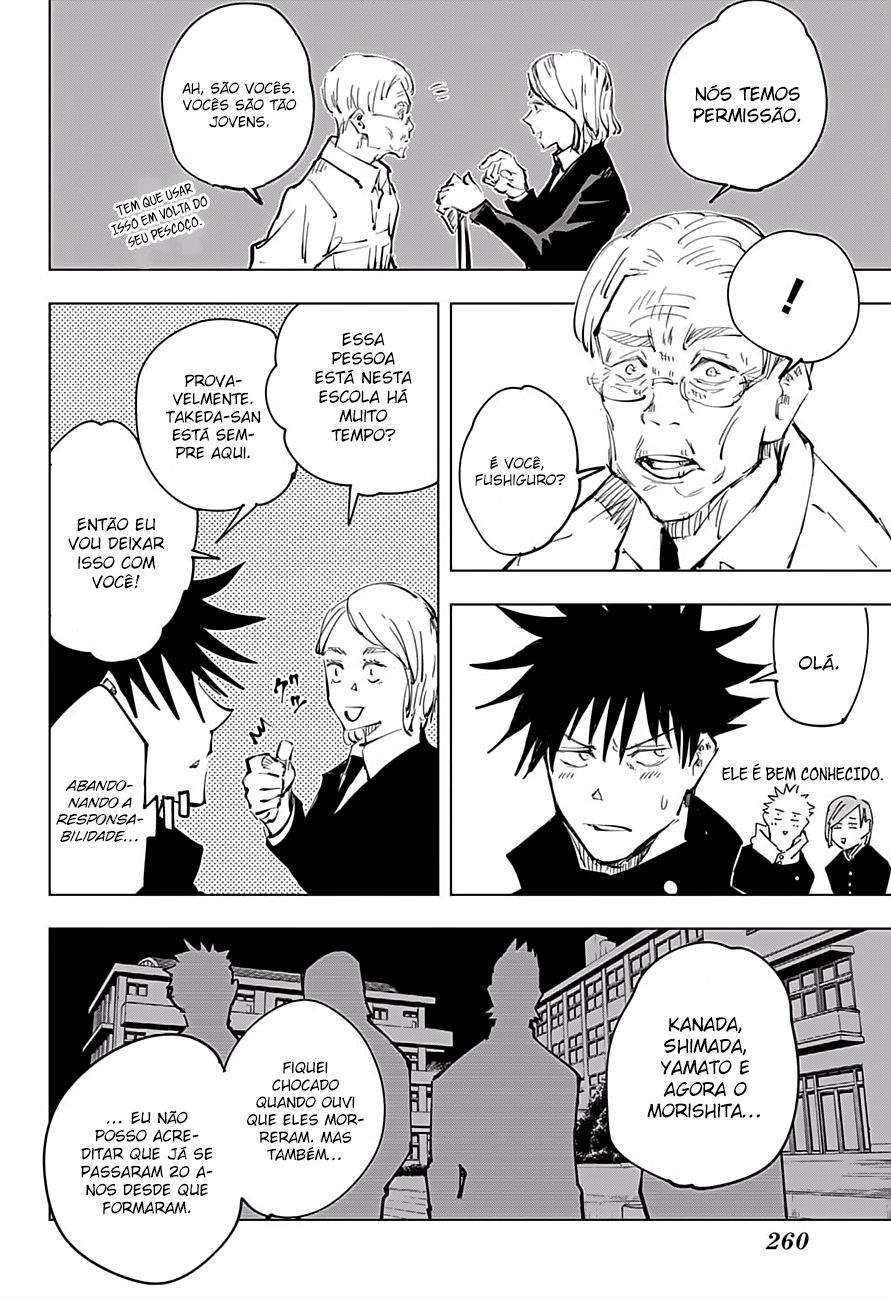 NÓS TEMOS
PERMISSÃO.
AH, SÃO VOCÊS.
VOCÊS SÃO TÃO
JOVENS.
TEM QUE USAR
ISSO EM VOLTA DO
SEU PESCOÇO.
!
É VOCÊ,
FUSHIGURO?
ESSA
PESSOA
ESTÁ NESTA
ESCOLA HÁ
MUITO
TEMPO?
PROVA-
VELMENTE.
TAKEDA-SAN
ESTÁ SEM-
PRE AQUI.
ENTÃO EU
VOU DEIXAR
ISSO COM
VOCÊ!
ABANDO-
NANDO A
RESPONSA-
BILIDADE...
OLÁ.
ELE É BEM CONHECIDO.
KANADA,
SHIMADA,
YAMATO E
AGORA O
MORISHITA...
FIQUEI
CHOCADO
QUANDO OUVI
QUE ELES MOR-
RERAM. MAS
TAMBÉM...
... EU NÃO
POSSO ACRE-
DITAR QUE JÁ SE
PASSARAM 20 A-
NOS DESDE QUE
FORMARAM.
260